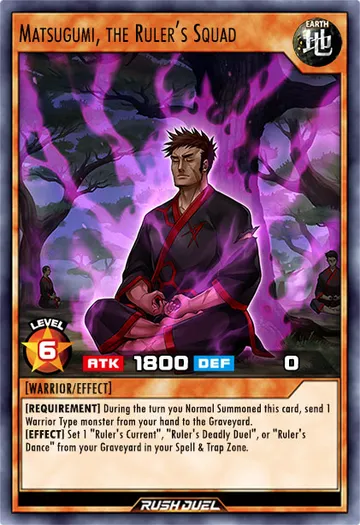 Matsugumi, the Ruler's Squad
EARTH
地
LEVEL
6
ATK 1800 DEF 0
[WARRIOR/EFFECT]
[REQUIREMENT] During the turn you Normal Summoned this card, send 1
Warrior Type monster from your hand to the Graveyard.
[EFFECT] Set 1 "Ruler's Current", "Ruler's Deadly Duel", or "Ruler's
Dance" from your Graveyard in your Spell & Trap Zone.
RUSH DUEL